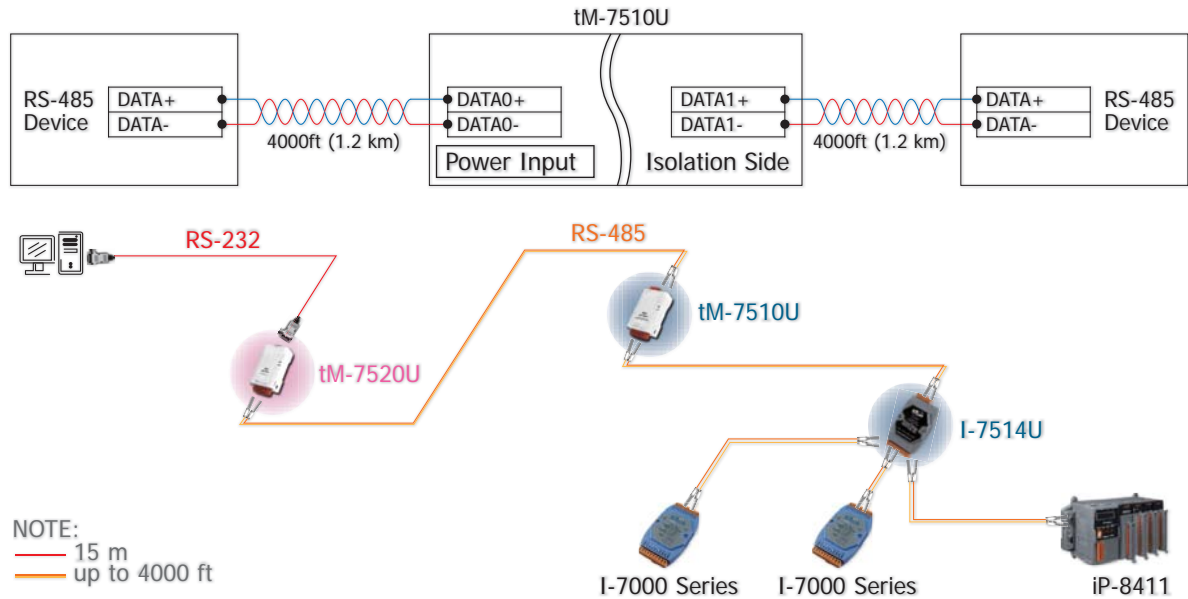 tM-7510U
RS-485
Device
DATA+
DATA-
4000ft (1.2 km)
DATA0+
DATA0-
Power Input
DATA1+
DATA1-
Isolation Side
4000ft (1.2 km)
DATA+
DATA-
RS-485
Device
RS-232
RS-485
tM-7510U
tM-7520U
I-7514U
NOTE:
15 m
up to 4000 ft
I-7000 Series
I-7000 Series
iP-8411